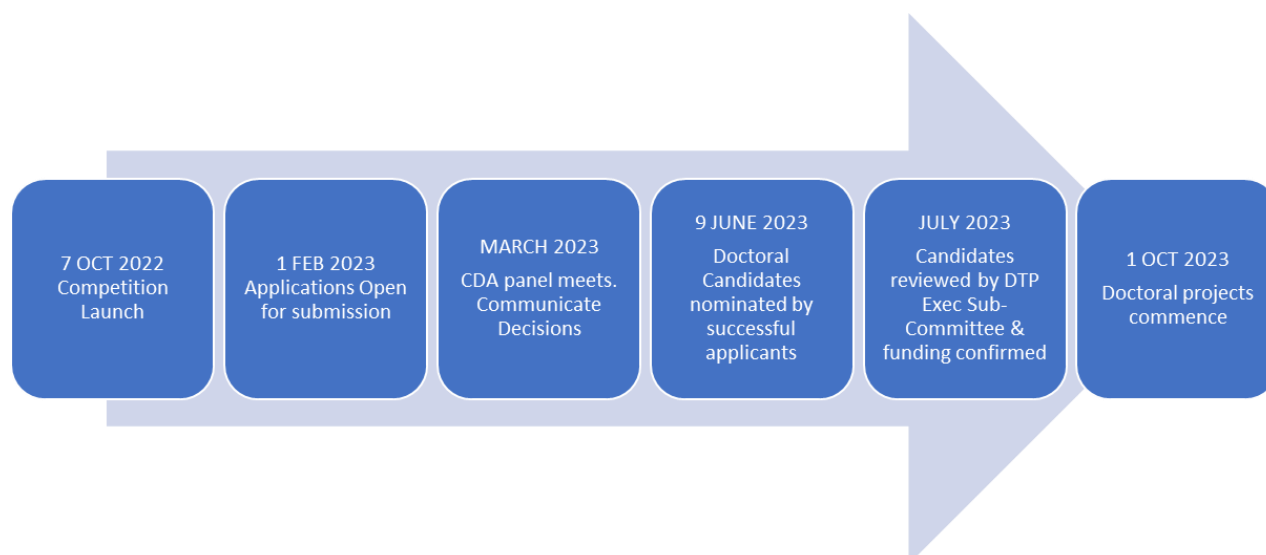 7 OCT 2022
Competition
Launch
1 FEB 2023
Applications Open
for submission
MARCH 2023
CDA panel meets.
Communicate
Decisions
9 JUNE 2023
Doctoral
Candidates
nominated by
successful
applicants
JULY 2023
Candidates
reviewed by DTP
Exec Sub-
Committee &
funding confirmed
1 OCT 2023
Doctoral projects
commence